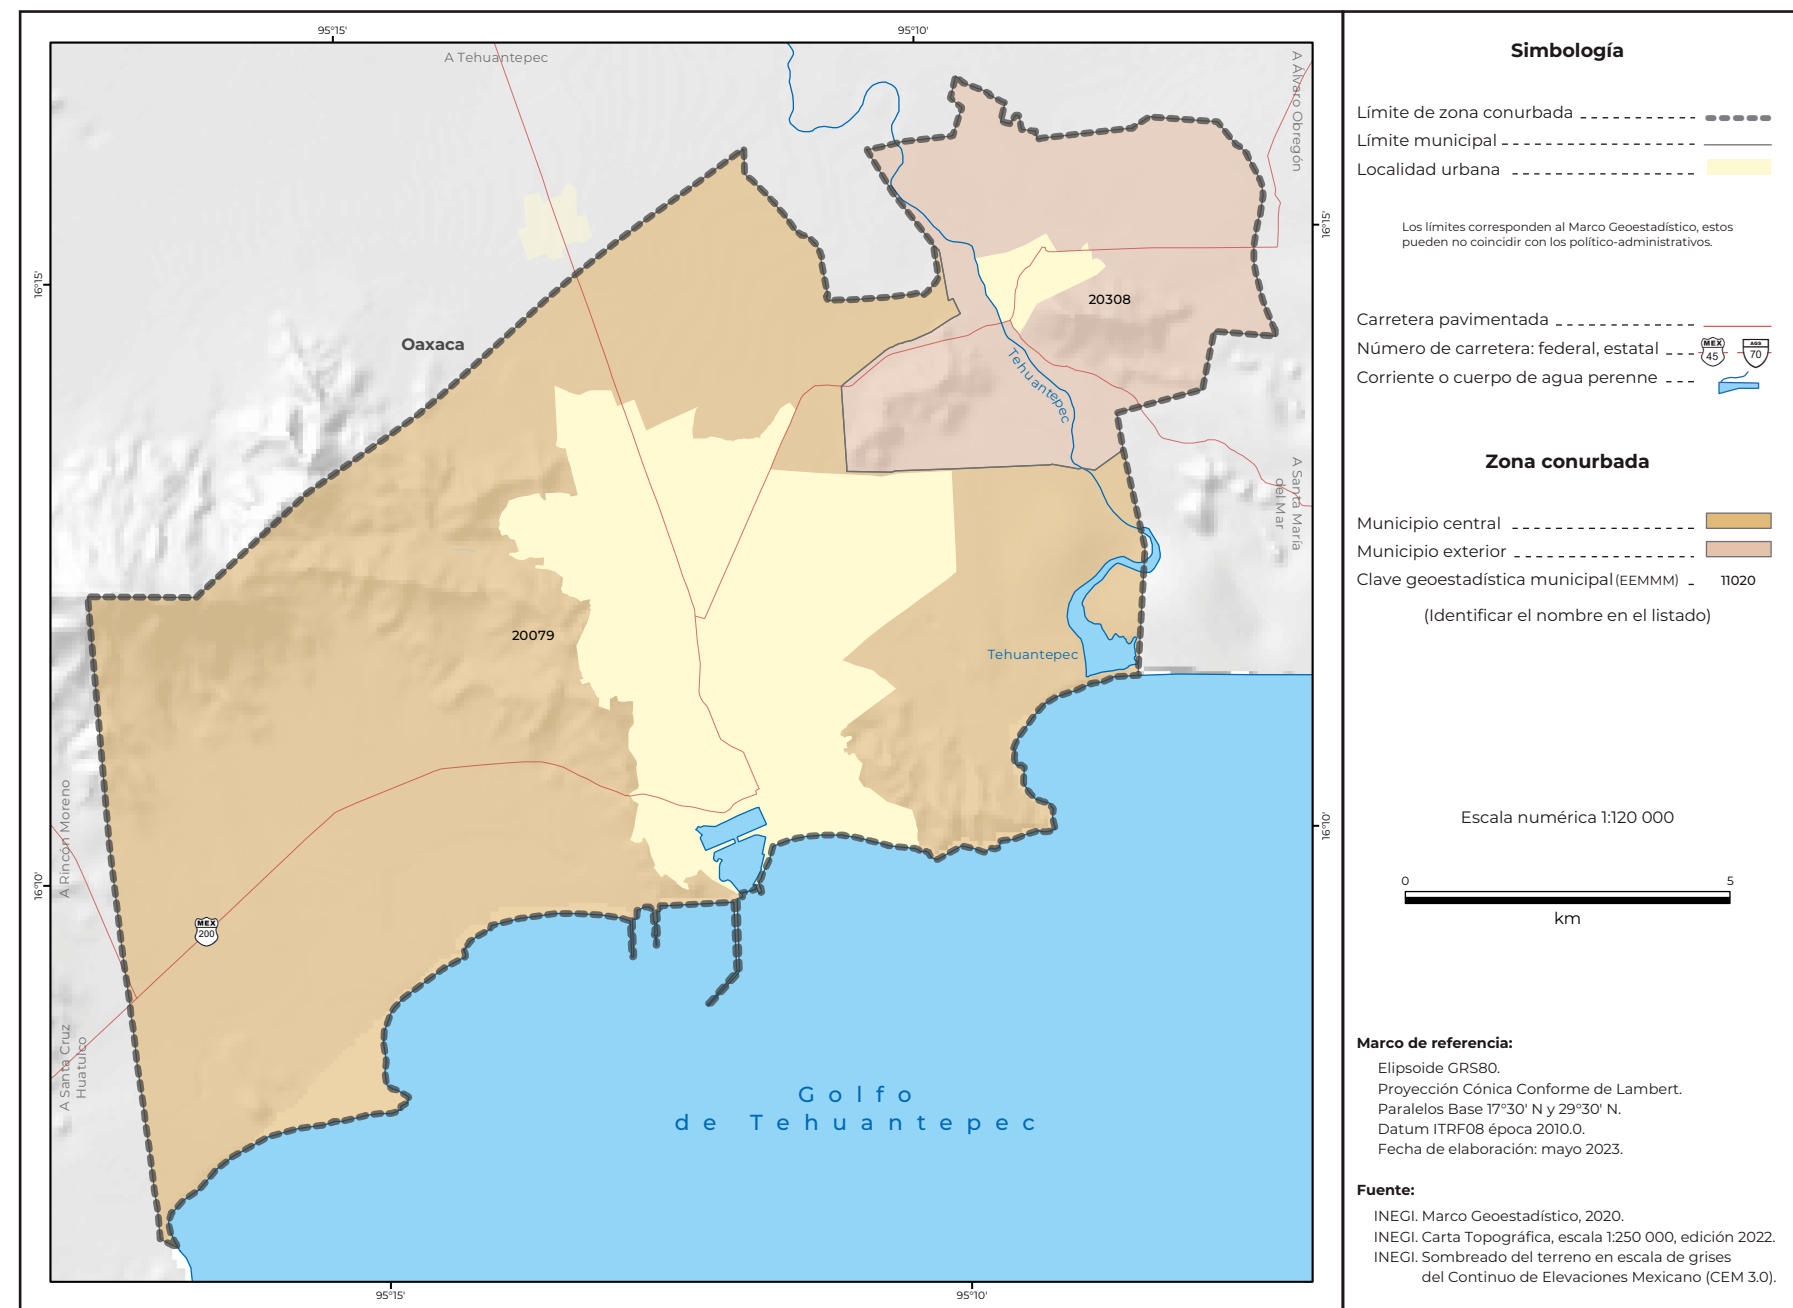 95°15'
95°10'
A Tehuantepec
A Álvaro Obregón
16°15'
16°15'
20308
Oaxaca
Tehuantepec
A Santa María
del Mar
20079
Tehuantepec
A Rincón Moreno
16°10'
16°10'
MEX
200
A Santa Cruz
Huatulco
Golfo
de Tehuantepec
95°15'
95°10'
Simbología
Límite de zona conurbada
Límite municipal
Localidad urbana
Los límites corresponden al Marco Geoestadístico, estos
pueden no coincidir con los político-administrativos.
Carretera pavimentada
Número de carretera: federal, estatal
MEX
45
AGS
70
Corriente o cuerpo de agua perenne
Zona conurbada
Municipio central
Municipio exterior
Clave geoestadística municipal (EEMMM) 11020
(Identificar el nombre en el listado)
Escala numérica 1:120 000
0 5
km
Marco de referencia:
Elipsoide GRS80.
Proyección Cónica Conforme de Lambert.
Paralelos Base 17°30' N y 29°30' N.
Datum ITRF08 época 2010.0.
Fecha de elaboración: mayo 2023.
Fuente:
INEGI. Marco Geoestadístico, 2020.
INEGI. Carta Topográfica, escala 1:250 000, edición 2022.
INEGI. Sombreado del terreno en escala de grises
del Continuo de Elevaciones Mexicano (CEM 3.0).